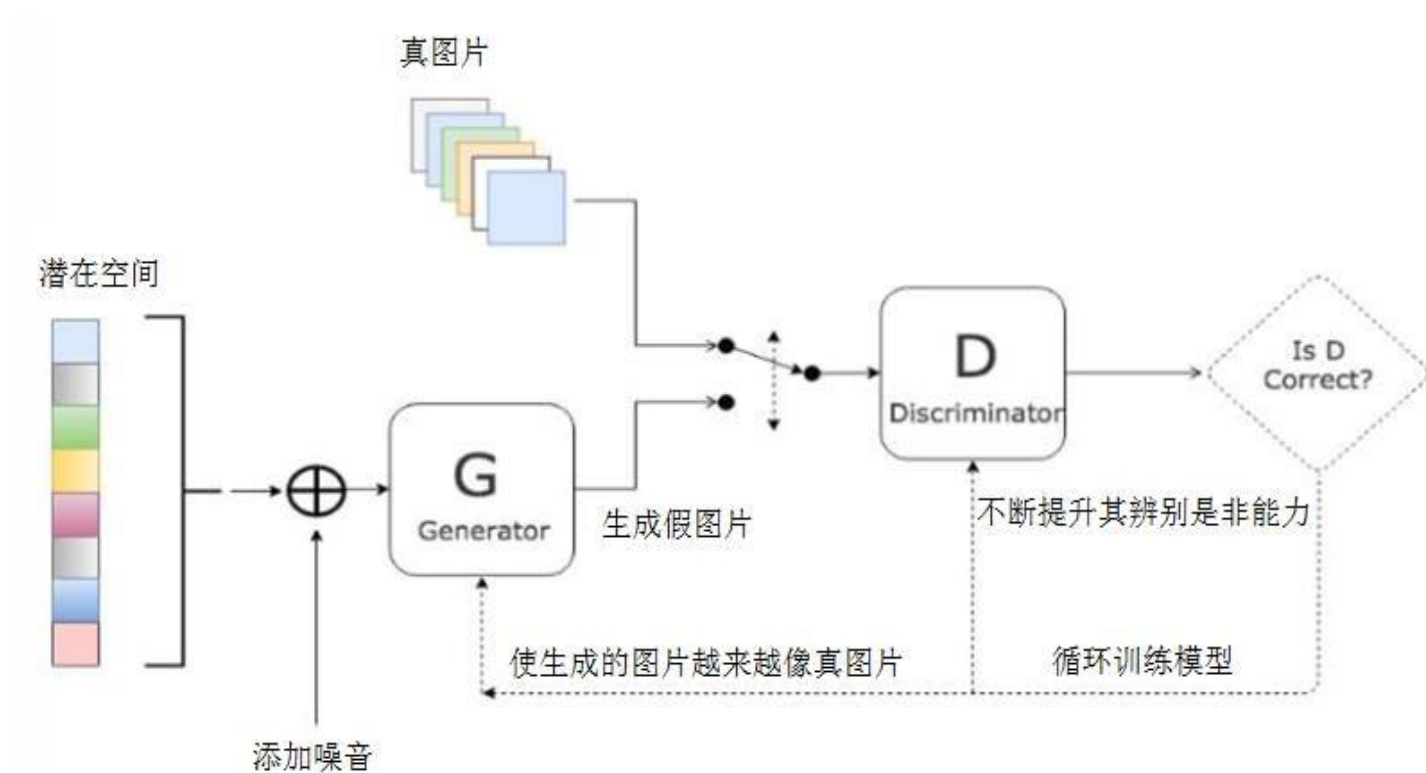 真图片
潜在空间
Is D
Correct?
D
Discriminator
G
Generator
生成假图片
不断提升其辨别是非能力
使生成的图片越来越像真图片
循环训练模型
添加噪音